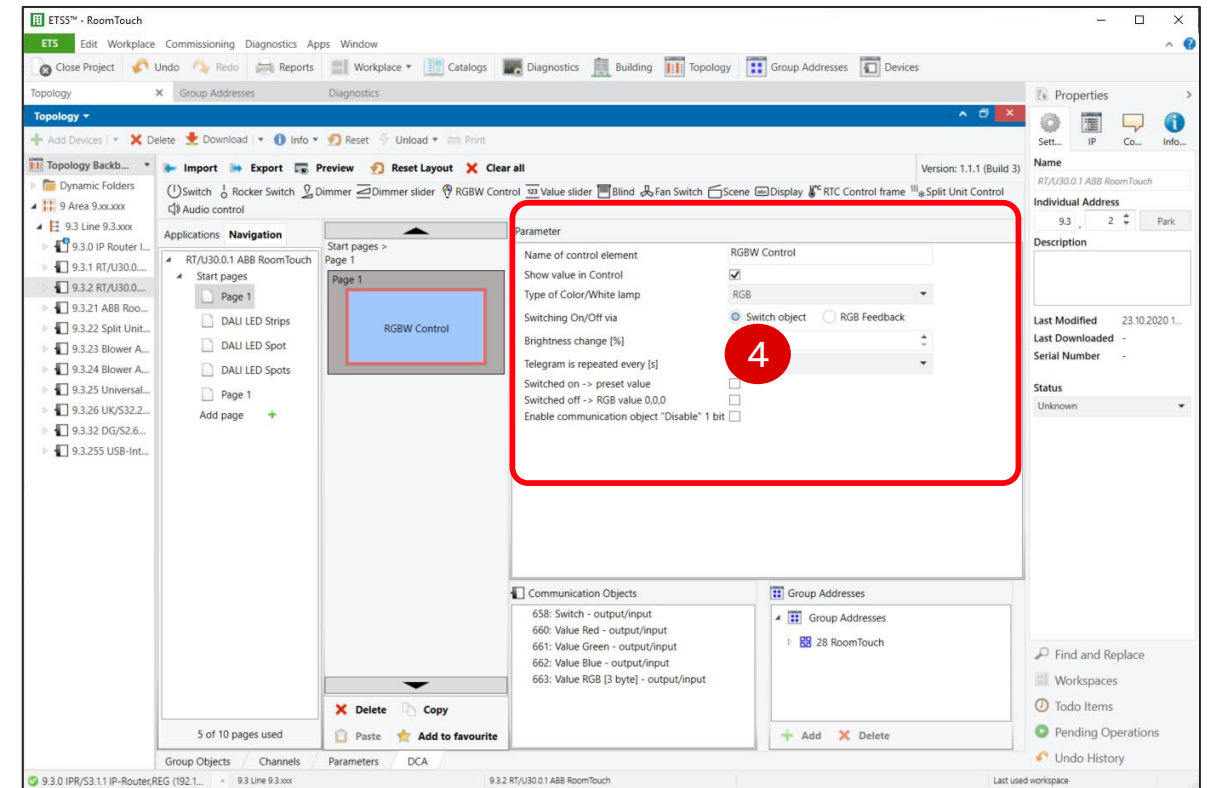 ETS5™ - RoomTouch
ETS Edit Workplace Commissioning Diagnostics Apps Window
Close Project Undo Redo Reports Workplace Catalogs Diagnostics Building Topology Group Addresses Devices
Topology Group Addresses Diagnostics
Topology
Add Devices Delete Download Info Reset Unload Print
Topology Backb...
Dynamic Folders
9 Area 9.xx.xxx
9.3 Line 9.3.xxx
9.3.0 IP Router I...
9.3.1 RT/U30.0....
9.3.2 RT/U30.0....
9.3.21 ABB Roo...
9.3.22 Split Unit...
9.3.23 Blower A...
9.3.24 Blower A...
9.3.25 Universal...
9.3.26 UK/S32.2...
9.3.32 DG/S2.6...
9.3.255 USB-Int...
Import Export Preview Reset Layout Clear all
Version: 1.1.1 (Build 3)
Switch Rocker Switch Dimmer Dimmer slider RGBW Control Value slider Blind Fan Switch Scene Display RTC Control frame Split Unit Control
Audio control
Applications Navigation
RT/U30.0.1 ABB RoomTouch
Start pages
Page 1
DALI LED Strips
DALI LED Spot
DALI LED Spots
Page 1
Add page +
5 of 10 pages used
Start pages >
Page 1
Page 1
RGBW Control
Delete Copy
Paste Add to favourite
Parameter
Name of control element RGBW Control
Show value in Control
Type of Color/White lamp RGB
Switching On/Off via Switch object RGB Feedback
Brightness change [%]
Telegram is repeated every [s]
4
Switched on -> preset value
Switched off -> RGB value 0,0,0
Enable communication object "Disable" 1 bit
Communication Objects
658: Switch - output/input
660: Value Red - output/input
661: Value Green - output/input
662: Value Blue - output/input
663: Value RGB [3 byte] - output/input
Group Addresses
Group Addresses
28 RoomTouch
Add Delete
Group Objects Channels Parameters DCA
Properties
Sett... IP Co... Info...
Name
RT/U30.0.1 ABB RoomTouch
Individual Address
9.3 . 2 Park
Description
Last Modified 23.10.2020 1...
Last Downloaded -
Serial Number -
Status
Unknown
Find and Replace
Workspaces
Todo Items
Pending Operations
Undo History
9.3.0 IPR/S3.1.1 IP-Router,REG (192.1... 9.3 Line 9.3.xxx 9.3.2 RT/U30.0.1 ABB RoomTouch Last used workspace